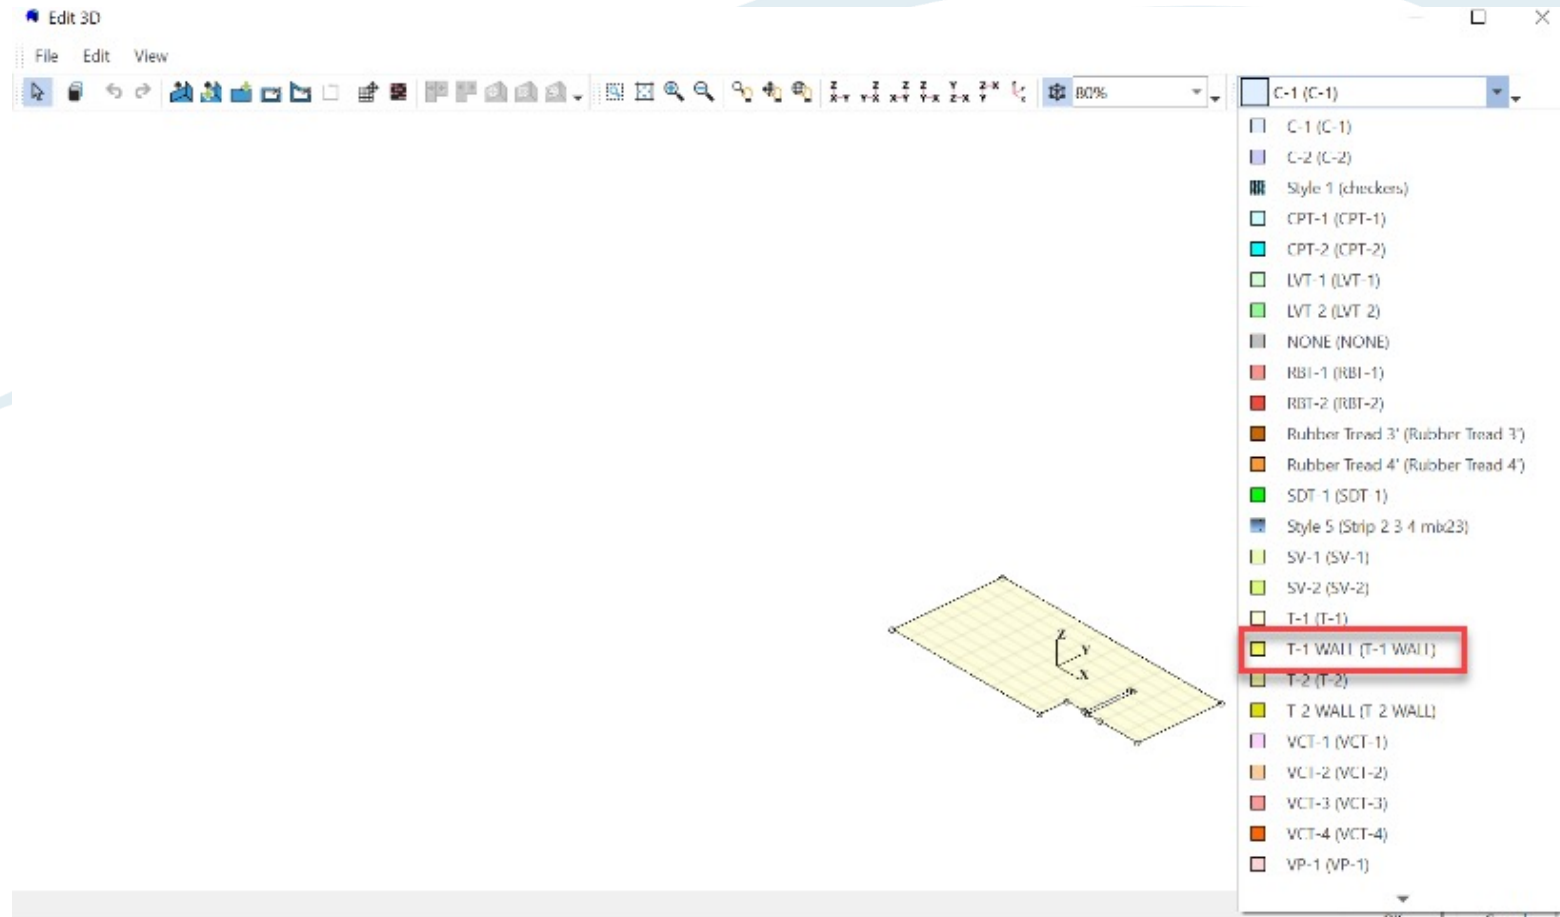 Edit 3D
File Edit View
80%
C-1 (C-1)
C-1 (C-1)
C-2 (C-2)
Style 1 (checkers)
CPT-1 (CPT-1)
CPT-2 (CPT-2)
LVT-1 (LVT-1)
LVT-2 (LVT-2)
NONE (NONE)
RBT-1 (RBT-1)
RBT-2 (RBT-2)
Rubber Tread 3' (Rubber Tread 3')
Rubber Tread 4' (Rubber Tread 4')
SDT-1 (SDT-1)
Style 5 (Strip 2 3 4 mix23)
SV-1 (SV-1)
SV-2 (SV-2)
T-1 (T-1)
T-1 WALL (T-1 WALL)
T-2 (T-2)
T-2 WALL (T-2 WALL)
VCT-1 (VCT-1)
VCT-2 (VCT-2)
VCT-3 (VCT-3)
VCT-4 (VCT-4)
VP-1 (VP-1)
Z
Y
X